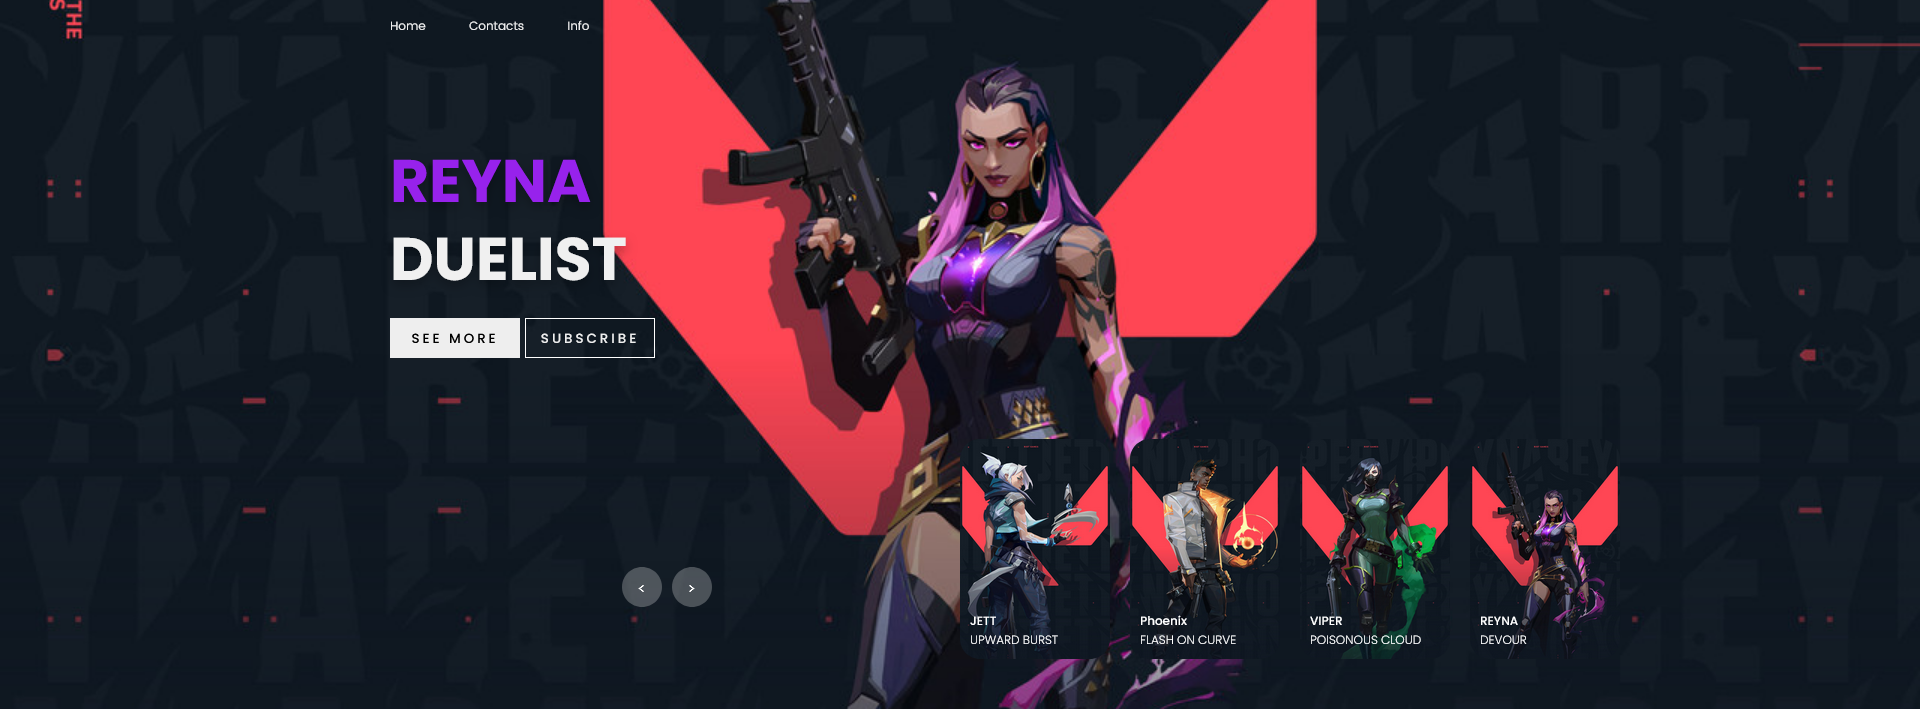 THE
Home
Contacts
Info
REYNA
DUELIST
SEE MORE
SUBSCRIBE
<
>
JETT
UPWARD BURST
Phoenix
FLASH ON CURVE
VIPER
POISONOUS CLOUD
REYNA
DEVOUR